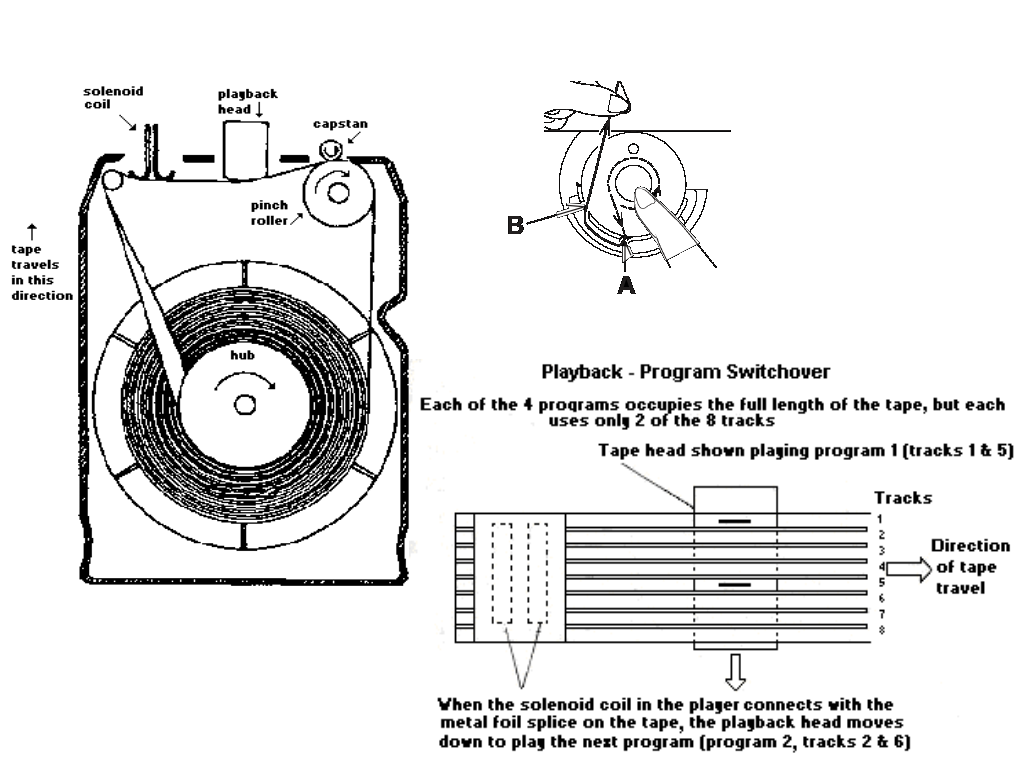 solenoid
coil
playback
head
capstan
pinch
roller
tape
travels
in this
direction
hub
B
A
Playback - Program Switchover
Each of the 4 programs occupies the full length of the tape, but each
uses only 2 of the 8 tracks
Tape head shown playing program 1 (tracks 1 & 5)
Tracks
1
2
3
4
5
6
7
8
Direction
of tape
travel
When the solenoid coil in the player connects with the
metal foil splice on the tape, the playback head moves
down to play the next program (program 2, tracks 2 & 6)